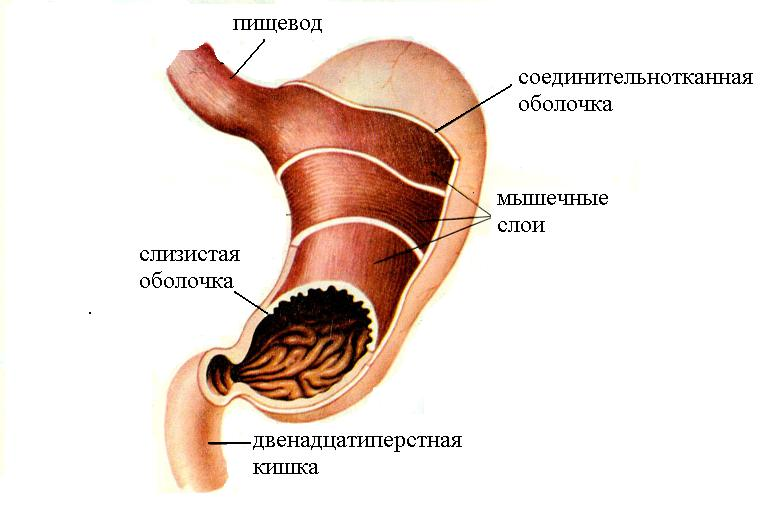 пищевод
соединительнотканная
оболочка
мышечные
слои
слизистая
оболочка
двенадцатиперстная
кишка